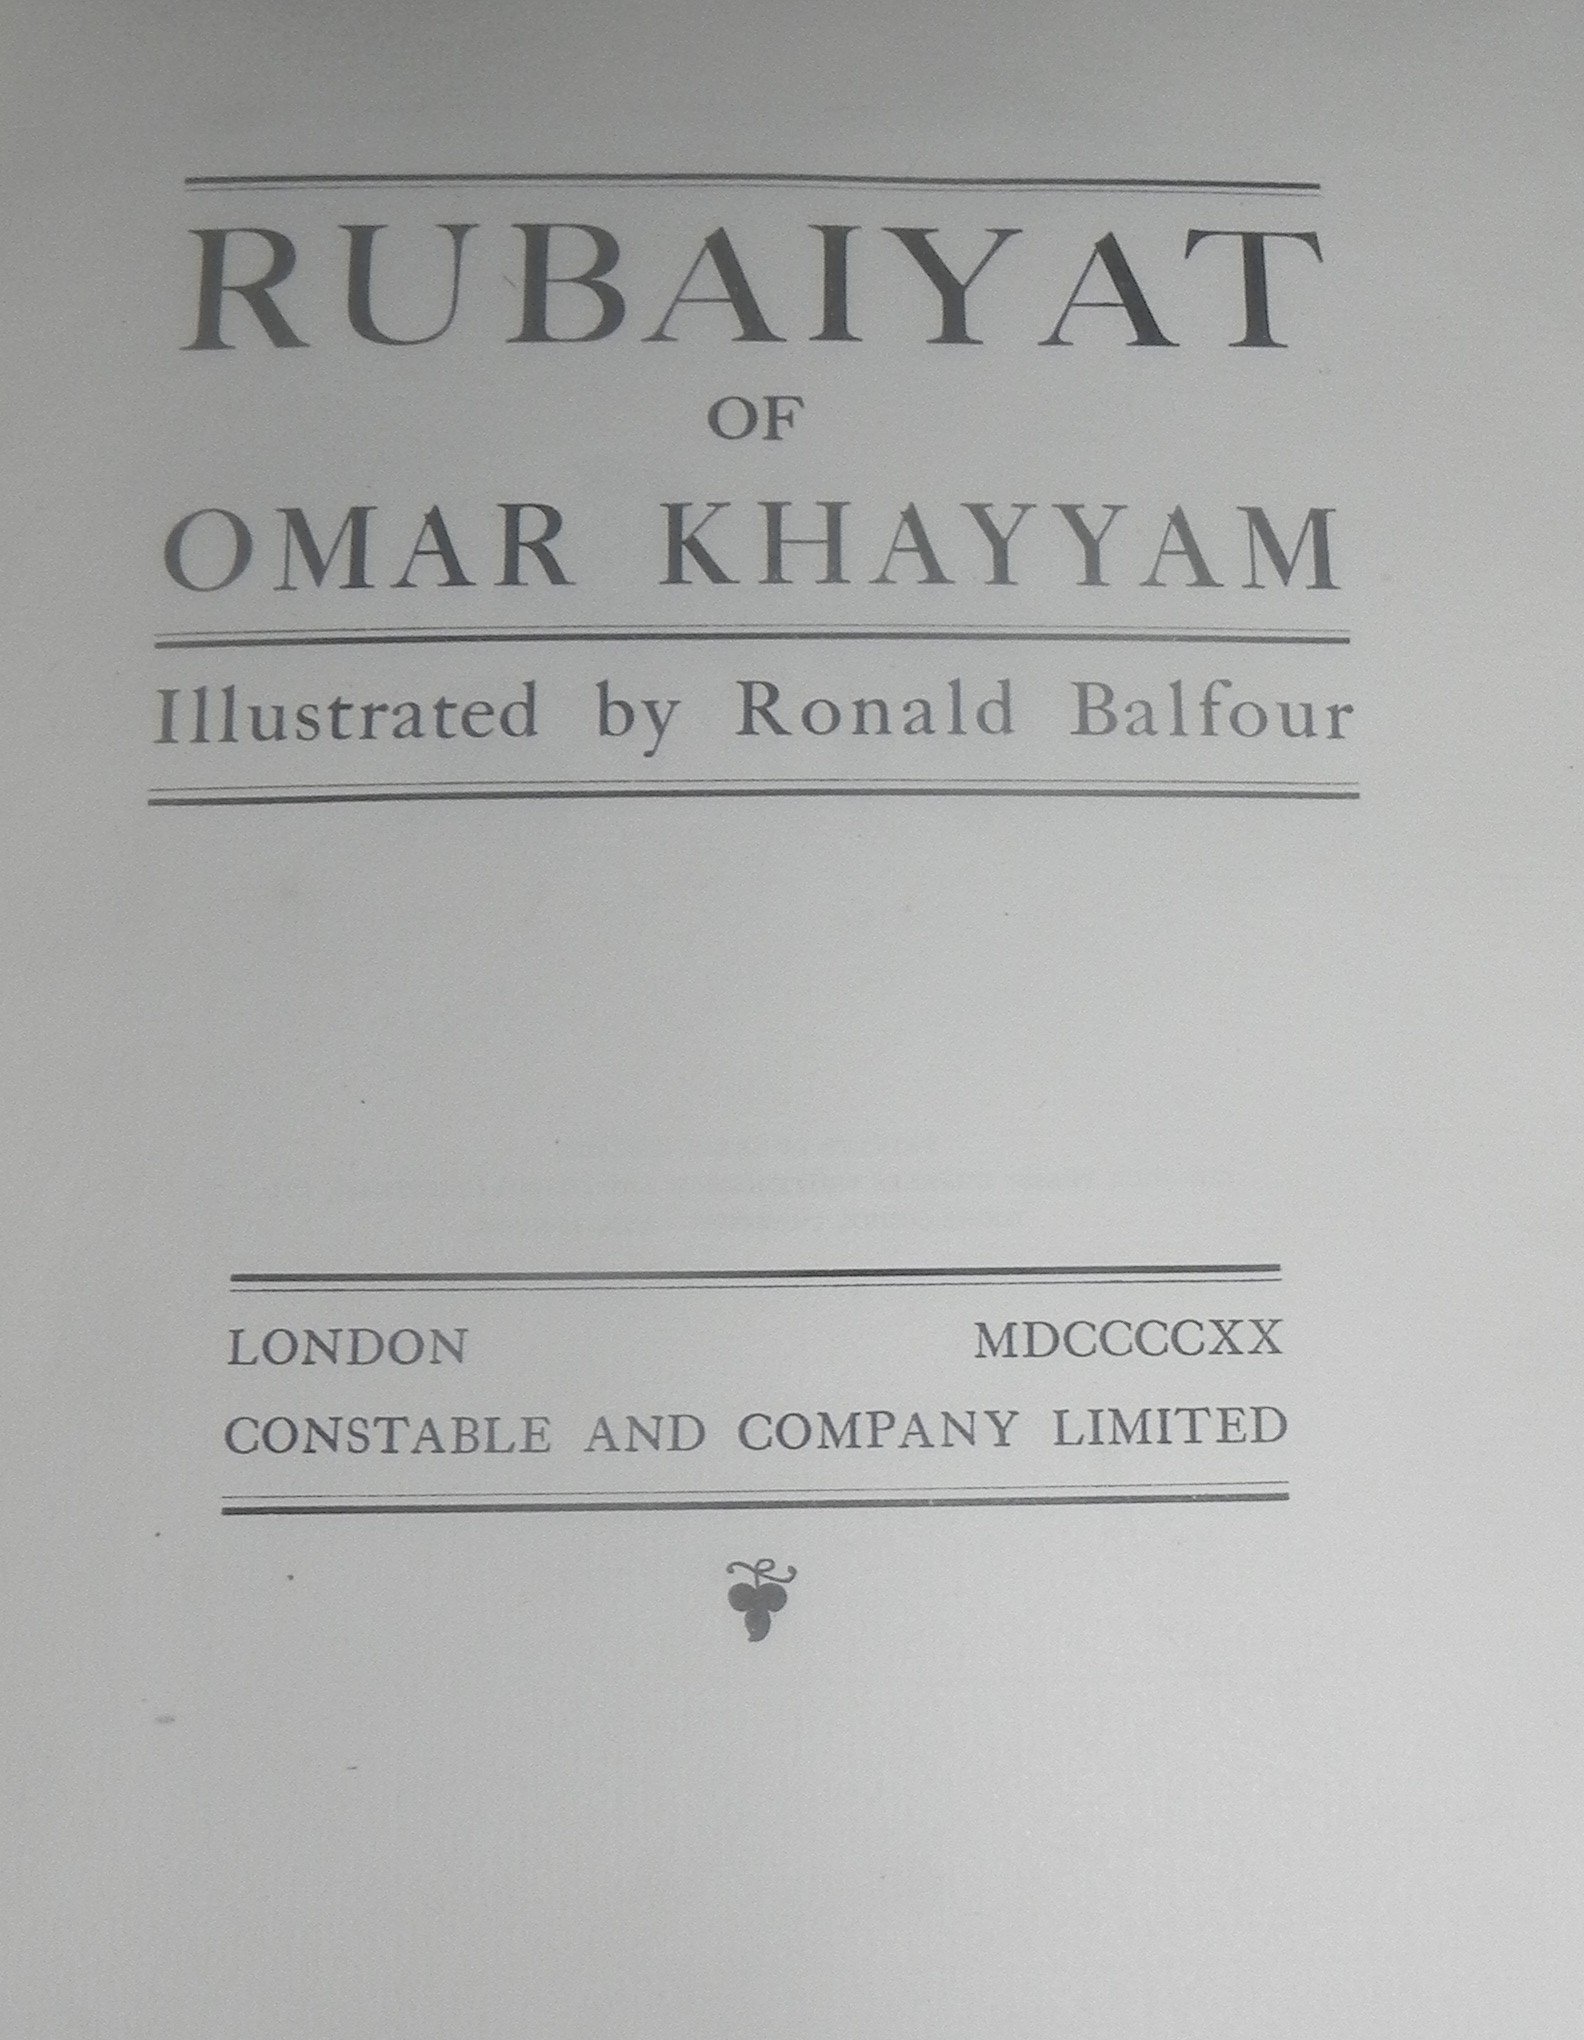 RUBAIYAT
OF
OMAR KHAYYAM
Illustrated by Ronald Balfour
LONDON MDCCCCXX
CONSTABLE AND COMPANY LIMITED